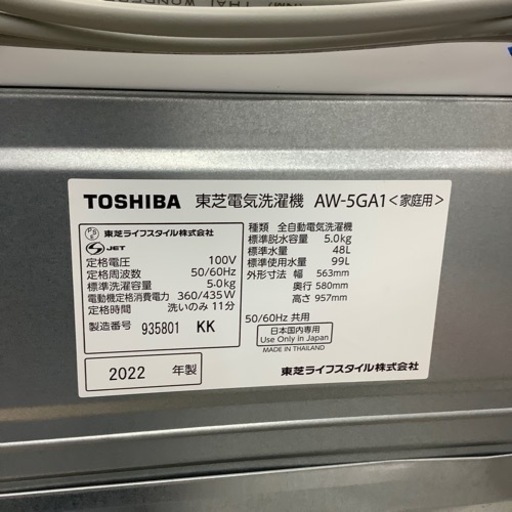 TOSHIBA 東芝電気洗濯機 AW-5GA1<家庭用>
東芝ライフスタイル株式会社
S JET
定格電圧 100V
定格周波数 50/60Hz
標準洗濯容量 5.0kg
電動機定格消費電力 360/435W
定格時間 洗いのみ 11分
製造番号 935801 KK
2022 年製
種類 全自動電気洗濯機
標準脱水容量 5.0kg
標準水量 48L
標準使用水量 99L
外形寸法 幅 563mm
奥行 580mm
高さ 957mm
50/60Hz 共用
日本国内専用
Use Only in Japan
MADE IN THAILAND
東芝ライフスタイル株式会社